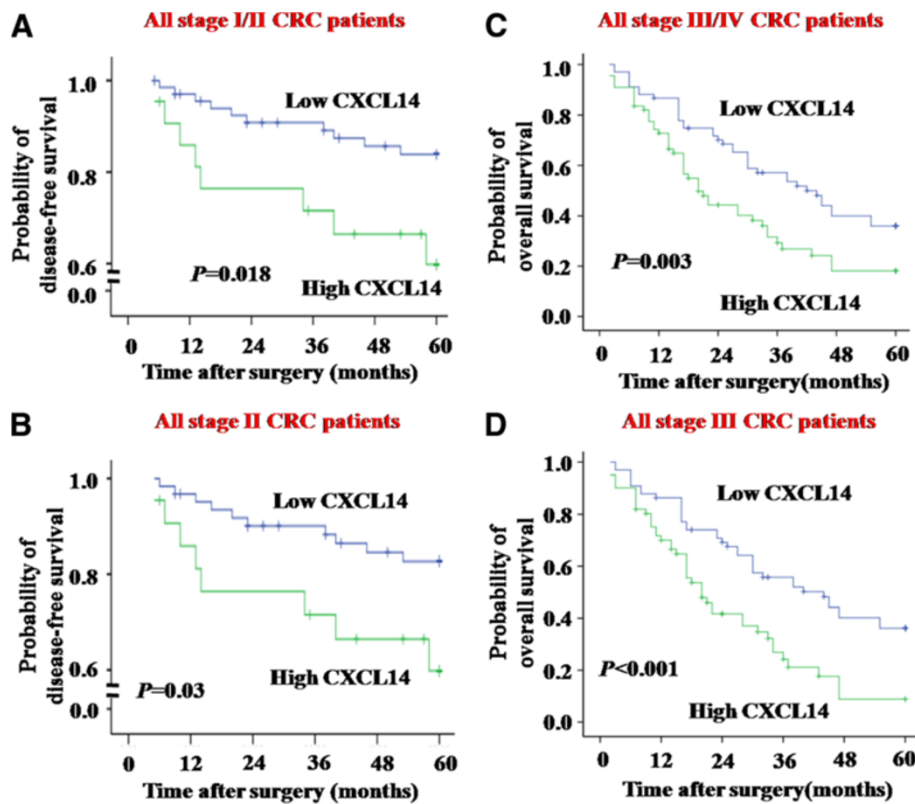 A
All stage I/II CRC patients
Probability of
disease-free survival
1.0
0.8
0.6
0.0
Low CXCL14
P=0.018
High CXCL14
0 12 24 36 48 60
Time after surgery (months)
C
All stage III/IV CRC patients
Probability of
overall survival
1.0
0.8
0.6
0.4
0.2
0.0
Low CXCL14
P=0.003
High CXCL14
0 12 24 36 48 60
Time after surgery(months)
B
All stage II CRC patients
Probability of
disease-free survival
1.0
0.8
0.6
0.0
Low CXCL14
High CXCL14
P=0.03
0 12 24 36 48 60
Time after surgery (months)
D
All stage III CRC patients
Probability of
overall survival
1.0
0.8
0.6
0.4
0.2
0.0
Low CXCL14
P<0.001
High CXCL14
0 12 24 36 48 60
Time after surgery(months)